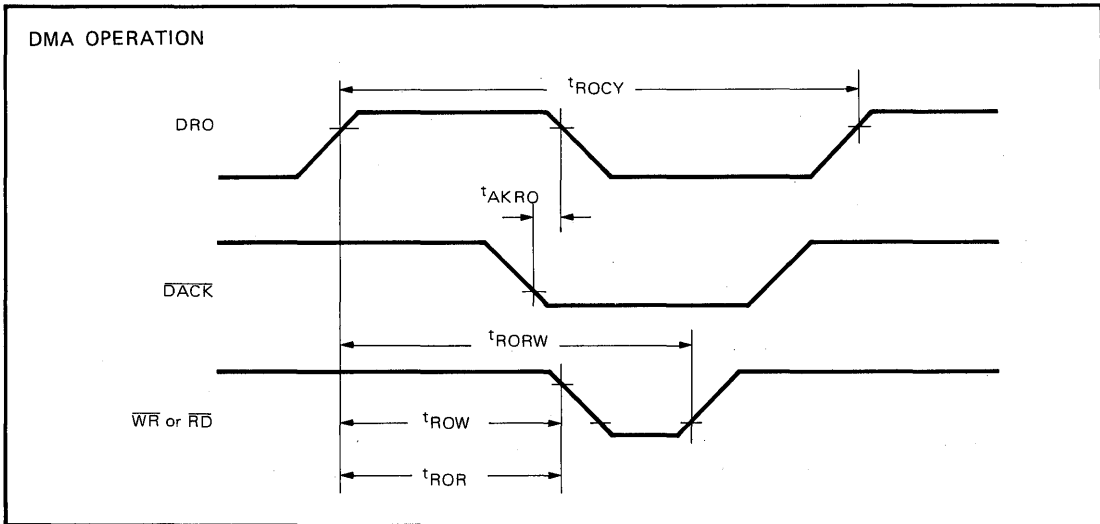 DMA OPERATION
tROCY
DRO
tAKRO
DACK
tRORW
WR or RD
tROW
tROR